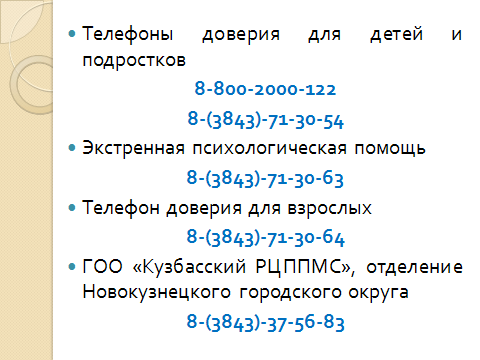 Телефоны доверия для детей и
подростков
8-800-2000-122
8-(3843)-71-30-54
Экстренная психологическая помощь
8-(3843)-71-30-63
Телефон доверия для взрослых
8-(3843)-71-30-64
ГОО «Кузбасский РЦППМС», отделение
Новокузнецкого городского округа
8-(3843)-37-56-83